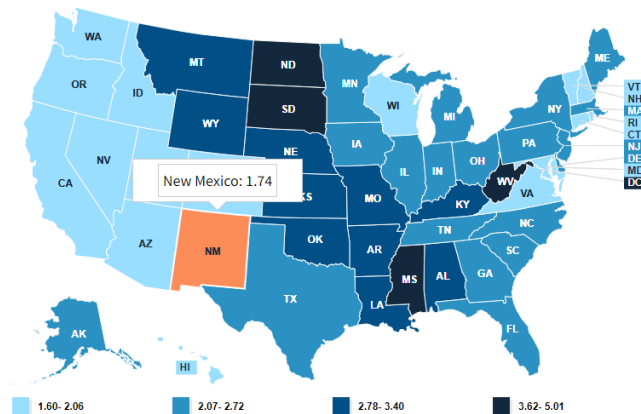 WA
ME
MT
ND
OR
MN
VT
ID
NH
WI
SD
NY
MA
WY
MI
RI
CT
IA
PA
NJ
NE
NV
OH
DE
IL
IN
MD
New Mexico: 1.74
WV
DC
CA
KS
MO
VA
KY
NC
TN
OK
AZ
NM
AR
SC
MS
AL
GA
TX
LA
AK
FL
HI
1.60- 2.06
2.07- 2.72
2.78- 3.40
3.62- 5.01